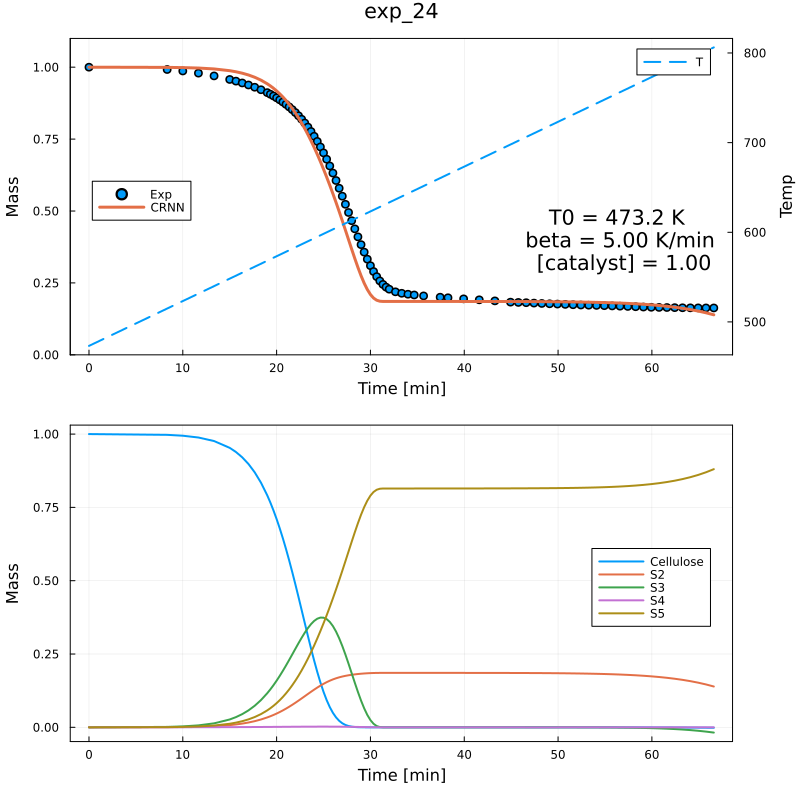 exp_24
1.00
0.75
0.50
0.25
0.00
Mass
800
700
600
500
Temp
T
Exp
CRNN
T0 = 473.2 K
beta = 5.00 K/min
[catalyst] = 1.00
0 10 20 30 40 50 60
Time [min]
1.00
0.75
0.50
0.25
0.00
Mass
Cellulose
S2
S3
S4
S5
0 10 20 30 40 50 60
Time [min]